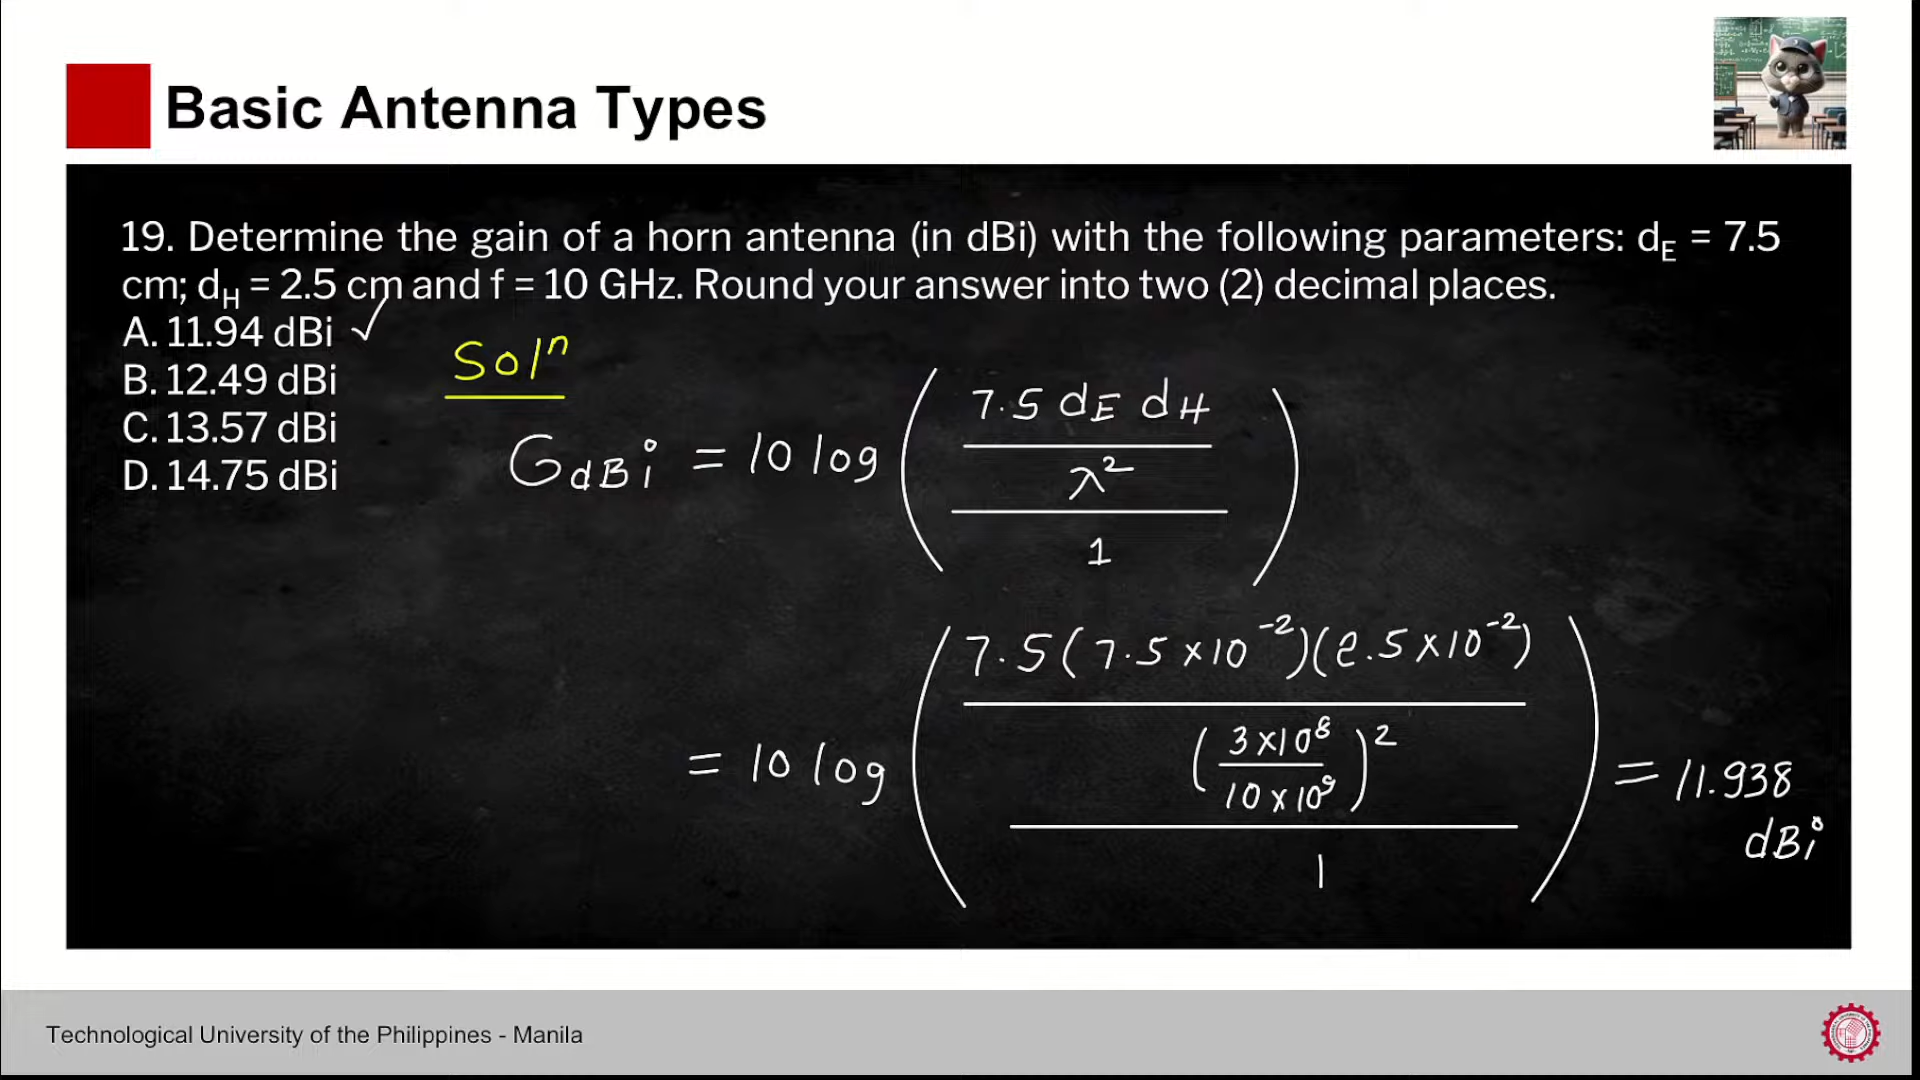 Basic Antenna Types
19. Determine the gain of a horn antenna (in dBi) with the following parameters: dE = 7.5
cm; dH = 2.5 cm and f = 10 GHz. Round your answer into two (2) decimal places.
A. 11.94 dBi ✓
B. 12.49 dBi
C. 13.57 dBi
D. 14.75 dBi
Solⁿ
GdBi = 10 log (
7.5 dE dH
λ²
1
)
= 10 log (
7.5(7.5×10⁻²)(2.5×10⁻²)
(3×10⁸
10×10⁹)²
1
) = 11.938
dBi
Technological University of the Philippines - Manila